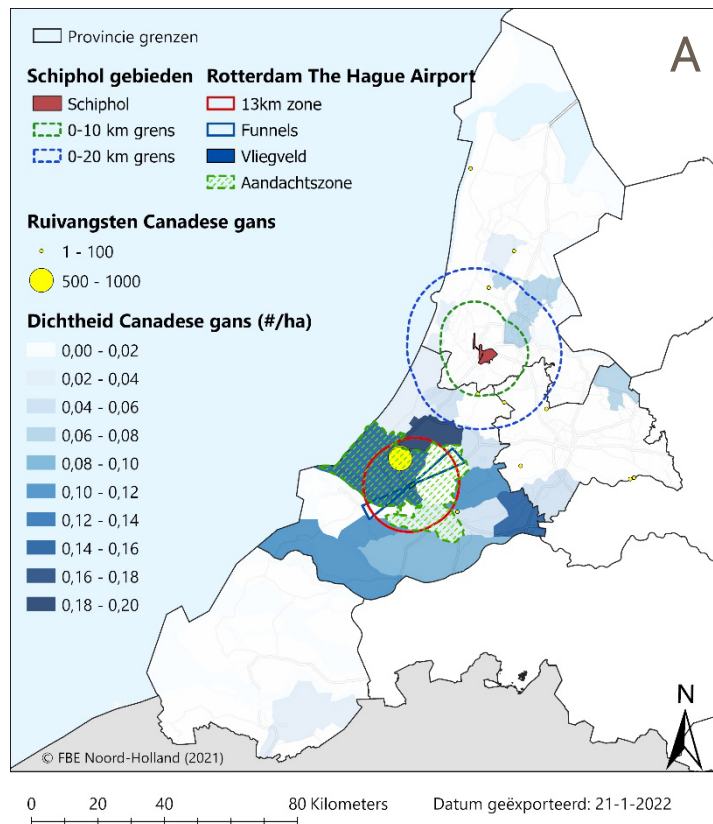 A
Provincie grenzen
Schiphol gebieden
Schiphol
0-10 km grens
0-20 km grens
Rotterdam The Hague Airport
13km zone
Funnels
Vliegveld
Aandachtszone
Ruivangsten Canadese gans
1 - 100
500 - 1000
Dichtheid Canadese gans (#/ha)
0,00 - 0,02
0,02 - 0,04
0,04 - 0,06
0,06 - 0,08
0,08 - 0,10
0,10 - 0,12
0,12 - 0,14
0,14 - 0,16
0,16 - 0,18
0,18 - 0,20
N
© FBE Noord-Holland (2021)
0 20 40 60 80 Kilometers
Datum geëxporteerd: 21-1-2022